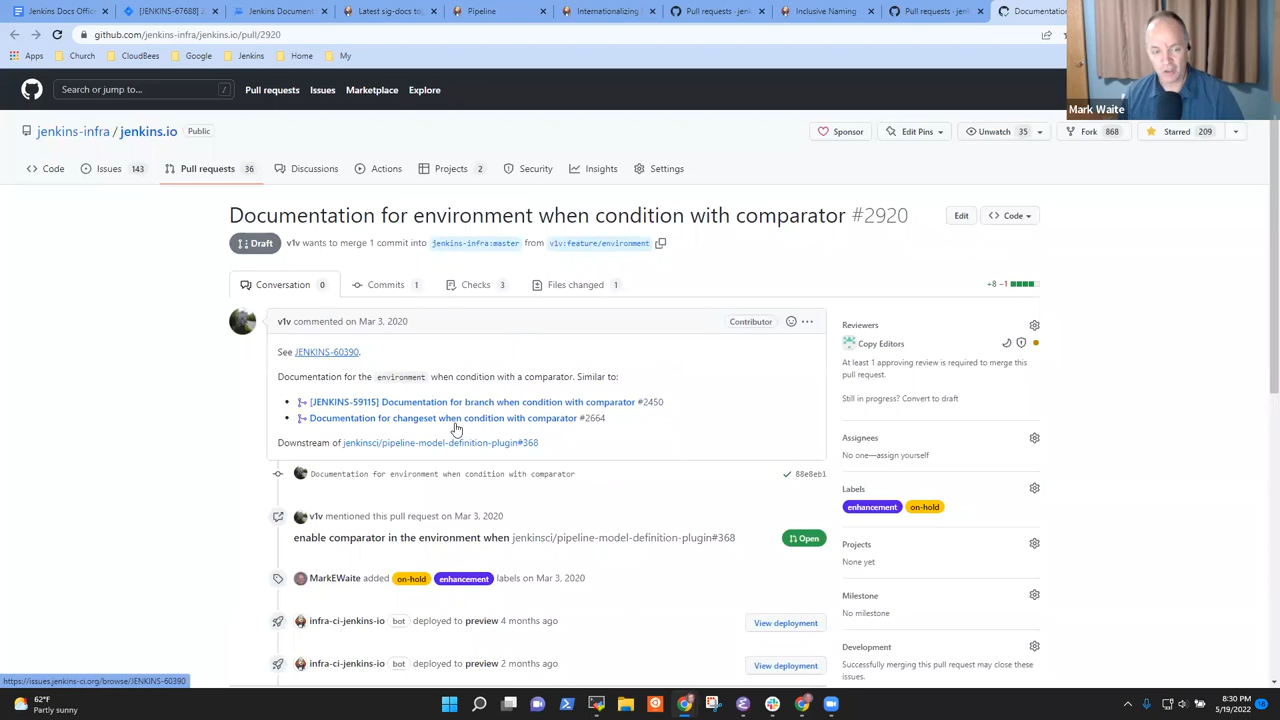 Jenkins Docs Offic
[JENKINS-67688] J
Jenkins Document
Latest sig-docs to
Pipeline
Internationalizing
Pull requests · jenk
Inclusive Naming
Pull requests · jenk
Documentation for
github.com/jenkins-infra/jenkins.io/pull/2920
Apps
Church
CloudBees
Google
Jenkins
Home
My
Mark Waite
Search or jump to...
/
Pull requests
Issues
Marketplace
Explore
jenkins-infra / jenkins.io
Public
Sponsor
Edit Pins
Unwatch 35
Fork 868
Starred 209
Code
Issues 143
Pull requests 36
Discussions
Actions
Projects 2
Security
Insights
Settings
Documentation for environment when condition with comparator #2920
Edit
Code
Draft
v1v wants to merge 1 commit into jenkins-infra:master from v1v:feature/environment
Conversation 0
Commits 1
Checks 3
Files changed 1
+8 −1
v1v commented on Mar 3, 2020
Contributor
See JENKINS-60390.
Documentation for the environment when condition with a comparator. Similar to:
[JENKINS-59115] Documentation for branch when condition with comparator #2450
Documentation for changeset when condition with comparator #2664
Downstream of jenkinsci/pipeline-model-definition-plugin#368
Documentation for environment when condition with comparator
88e8eb1
v1v mentioned this pull request on Mar 3, 2020
enable comparator in the environment when jenkinsci/pipeline-model-definition-plugin#368
Open
MarkEWaite added on-hold enhancement labels on Mar 3, 2020
infra-ci-jenkins-io bot deployed to preview 4 months ago
View deployment
infra-ci-jenkins-io bot deployed to preview 2 months ago
View deployment
Reviewers
Copy Editors
At least 1 approving review is required to merge this
pull request.
Still in progress? Convert to draft
Assignees
No one—assign yourself
Labels
enhancement
on-hold
Projects
None yet
Milestone
No milestone
Development
Successfully merging this pull request may close these
issues.
https://issues.jenkins-ci.org/browse/JENKINS-60390
62°F
Partly sunny
8:30 PM
5/19/2022
18